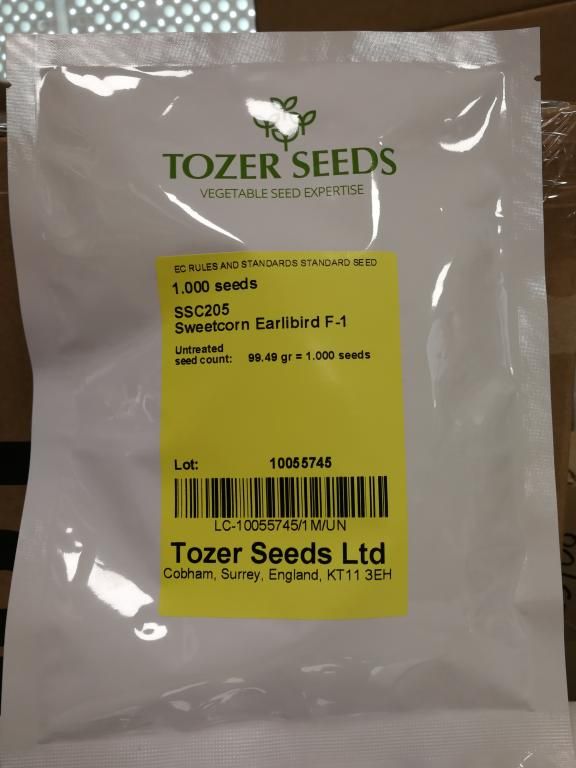 TOZER SEEDS
VEGETABLE SEED EXPERTISE
EC RULES AND STANDARDS STANDARD SEED
1.000 seeds
SSC205
Sweetcorn Earlibird F-1
Untreated
seed count: 99.49 gr = 1.000 seeds
Lot: 10055745
LC-10055745/1M/UN
Tozer Seeds Ltd
Cobham, Surrey, England, KT11 3EH